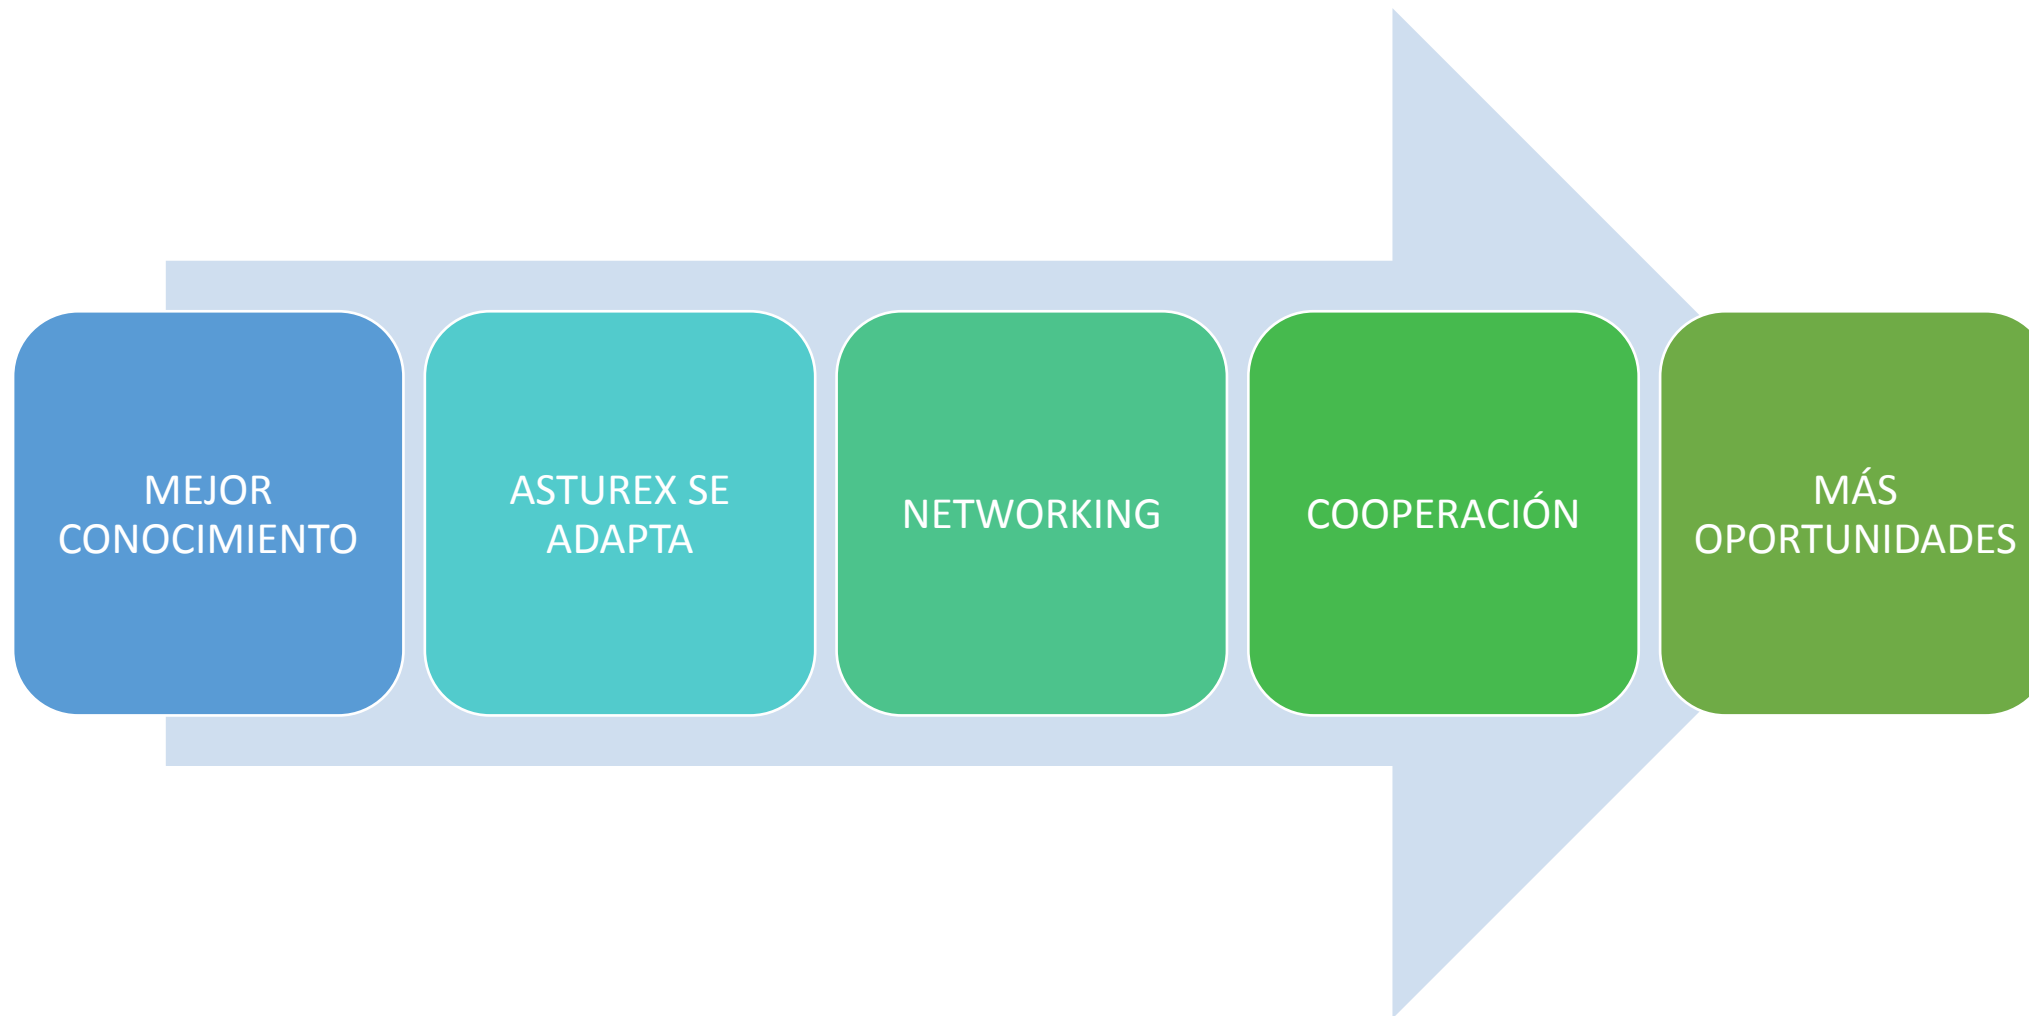 MEJOR
CONOCIMIENTO
ASTUREX SE
ADAPTA
NETWORKING
COOPERACIÓN
MÁS
OPORTUNIDADES